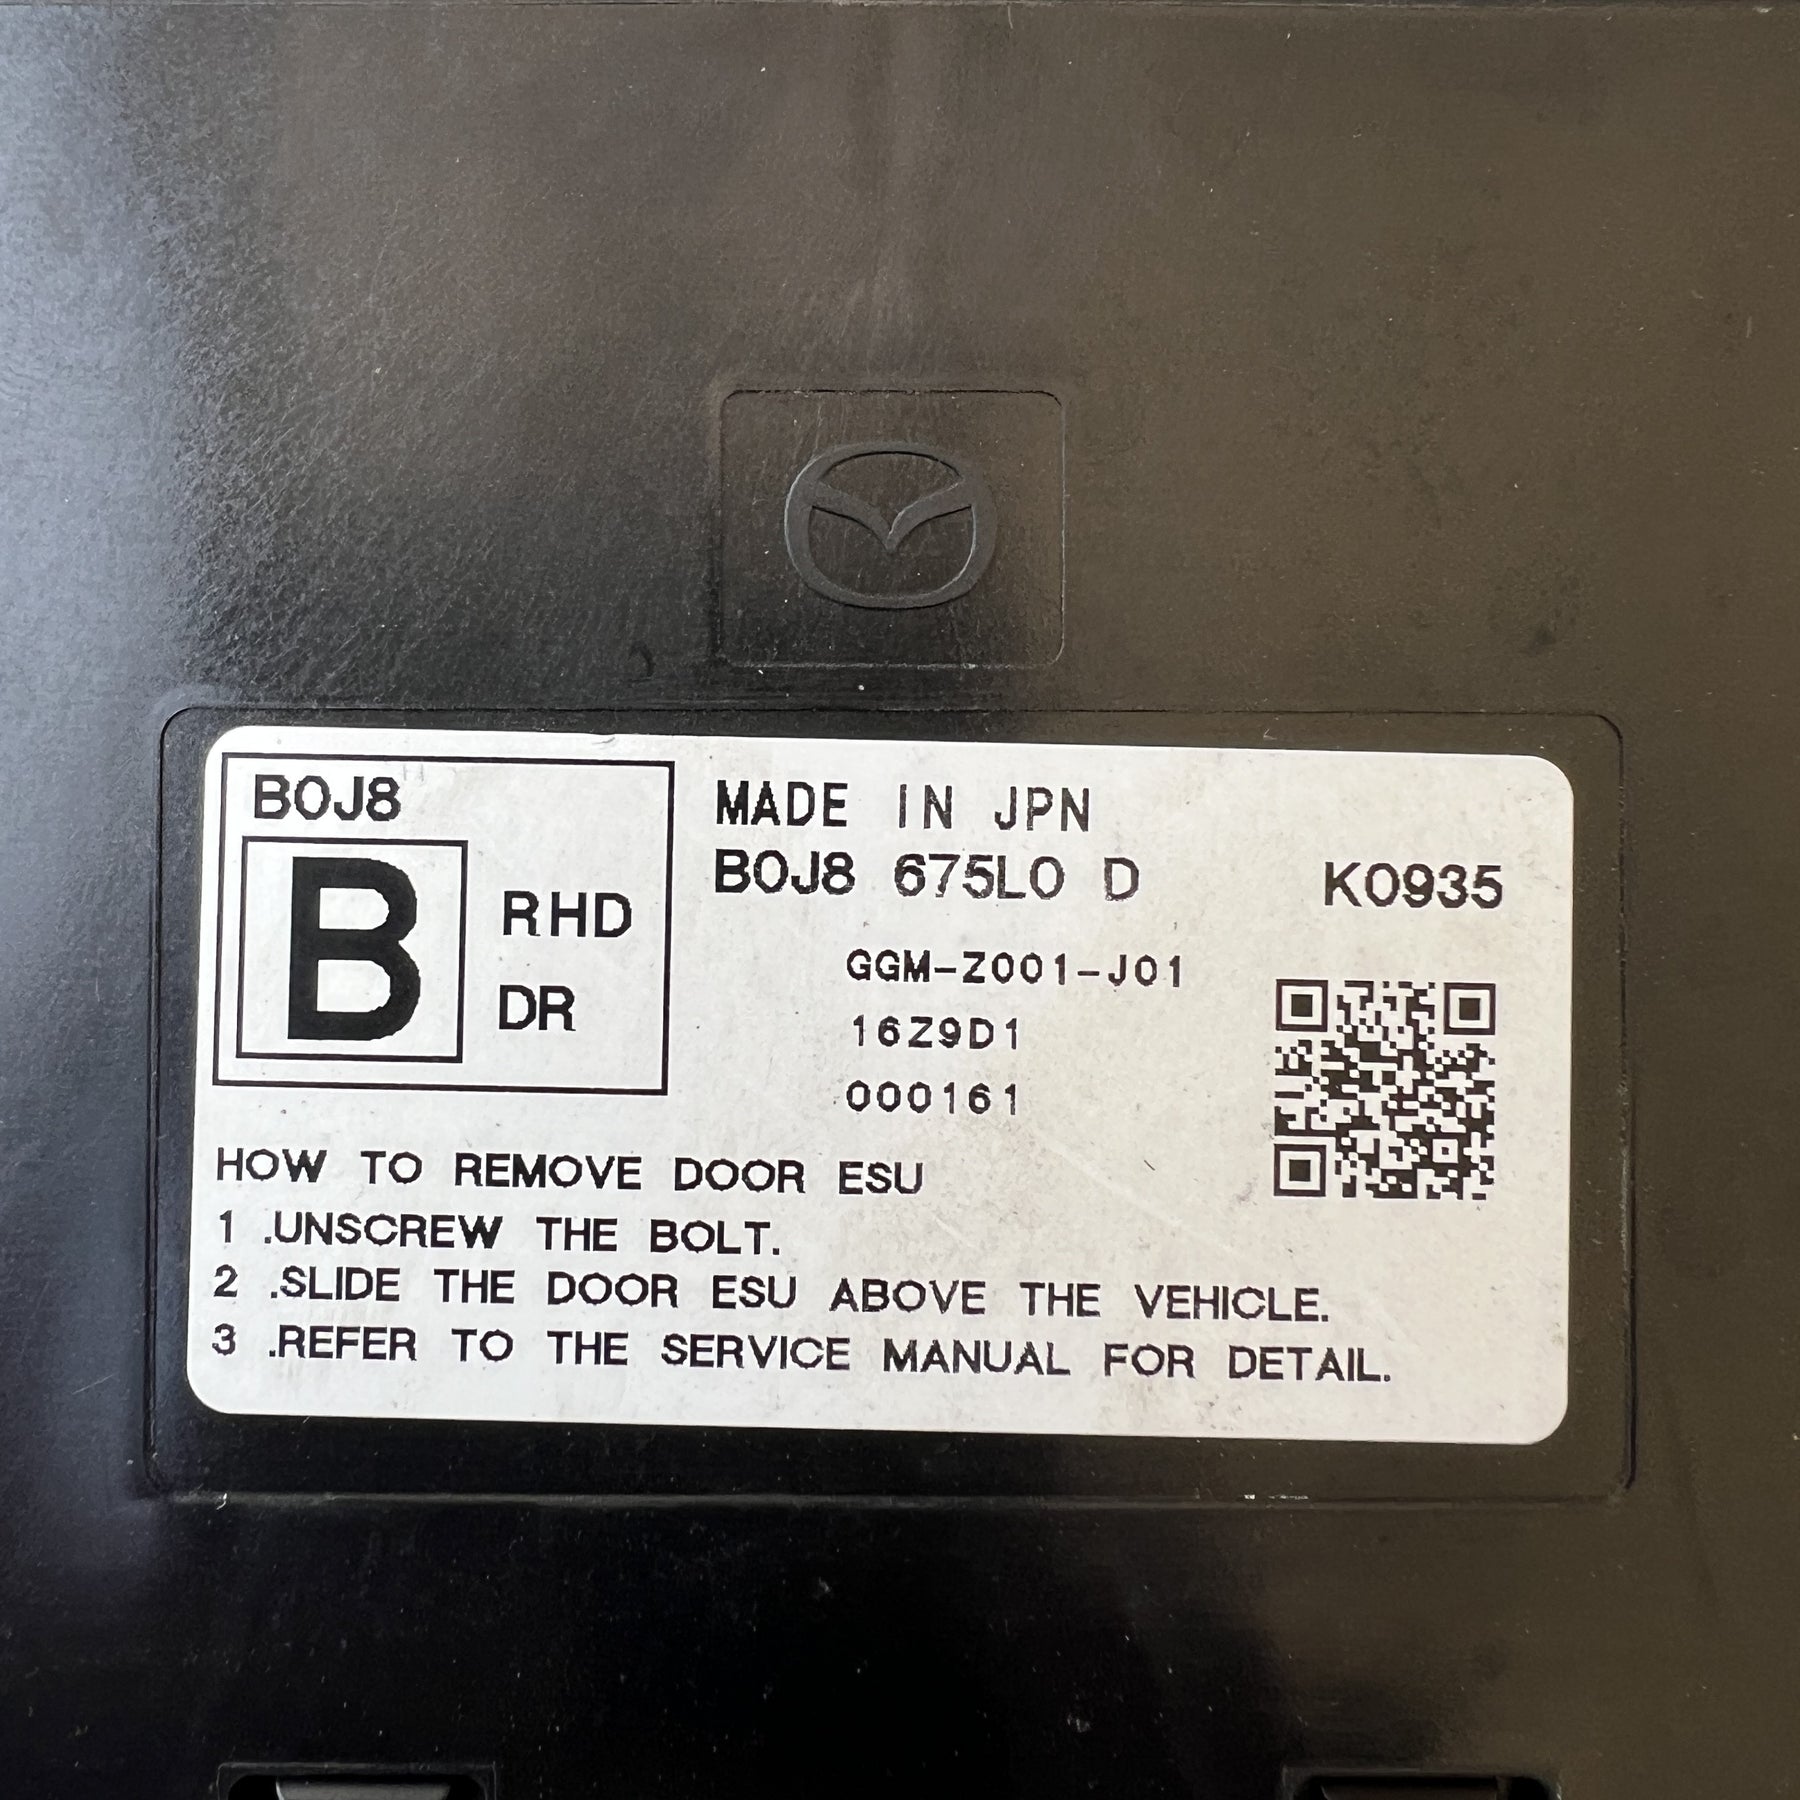 B0J8
B
RHD
DR
MADE IN JPN
B0J8 675L0 D
K0935
GGM-Z001-J01
16Z9D1
000161
HOW TO REMOVE DOOR ESU
1 .UNSCREW THE BOLT.
2 .SLIDE THE DOOR ESU ABOVE THE VEHICLE.
3 .REFER TO THE SERVICE MANUAL FOR DETAIL.